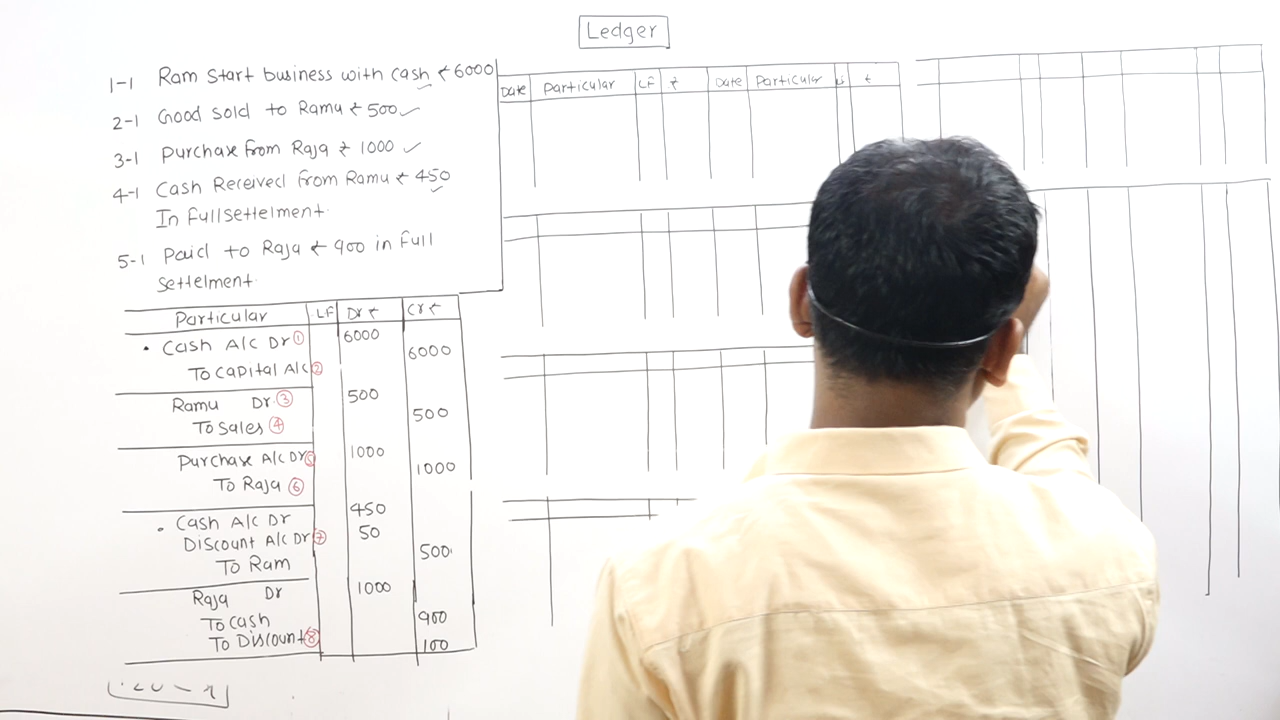 Ledger
1-1 Ram start business with cash ₹ 6000
2-1 Good sold to Ramu ₹ 500
3-1 Purchase from Raja ₹ 1000
4-1 Cash Received from Ramu ₹ 450
In fullsettelment.
5-1 Paid to Raja ₹ 900 in full
settelment.
Date Particular LF ₹ Date Particular LF ₹
Particular LF Dr ₹ Cr ₹
Cash A/c Dr ① 6000
To Capital A/c ② 6000
Ramu Dr. ③ 500
To Sales ④ 500
Purchase A/c Dr ⑤ 1000
To Raja ⑥ 1000
Cash A/c Dr 450
Discount A/c Dr ⑦ 50
To Ram 500
Raja Dr 1000
To Cash 900
To Discount ⑧ 100